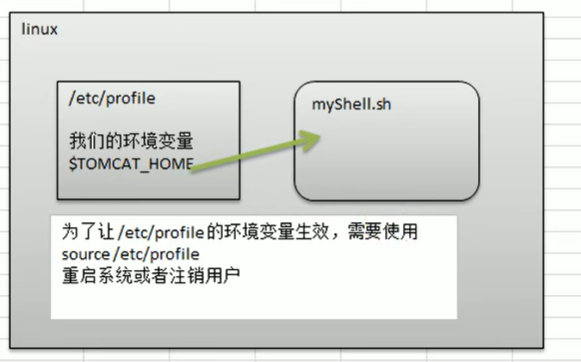 linux
/etc/profile
我们的环境变量
$TOMCAT_HOME
myShell.sh
为了让/etc/profile的环境变量生效，需要使用
source /etc/profile
重启系统或者注销用户